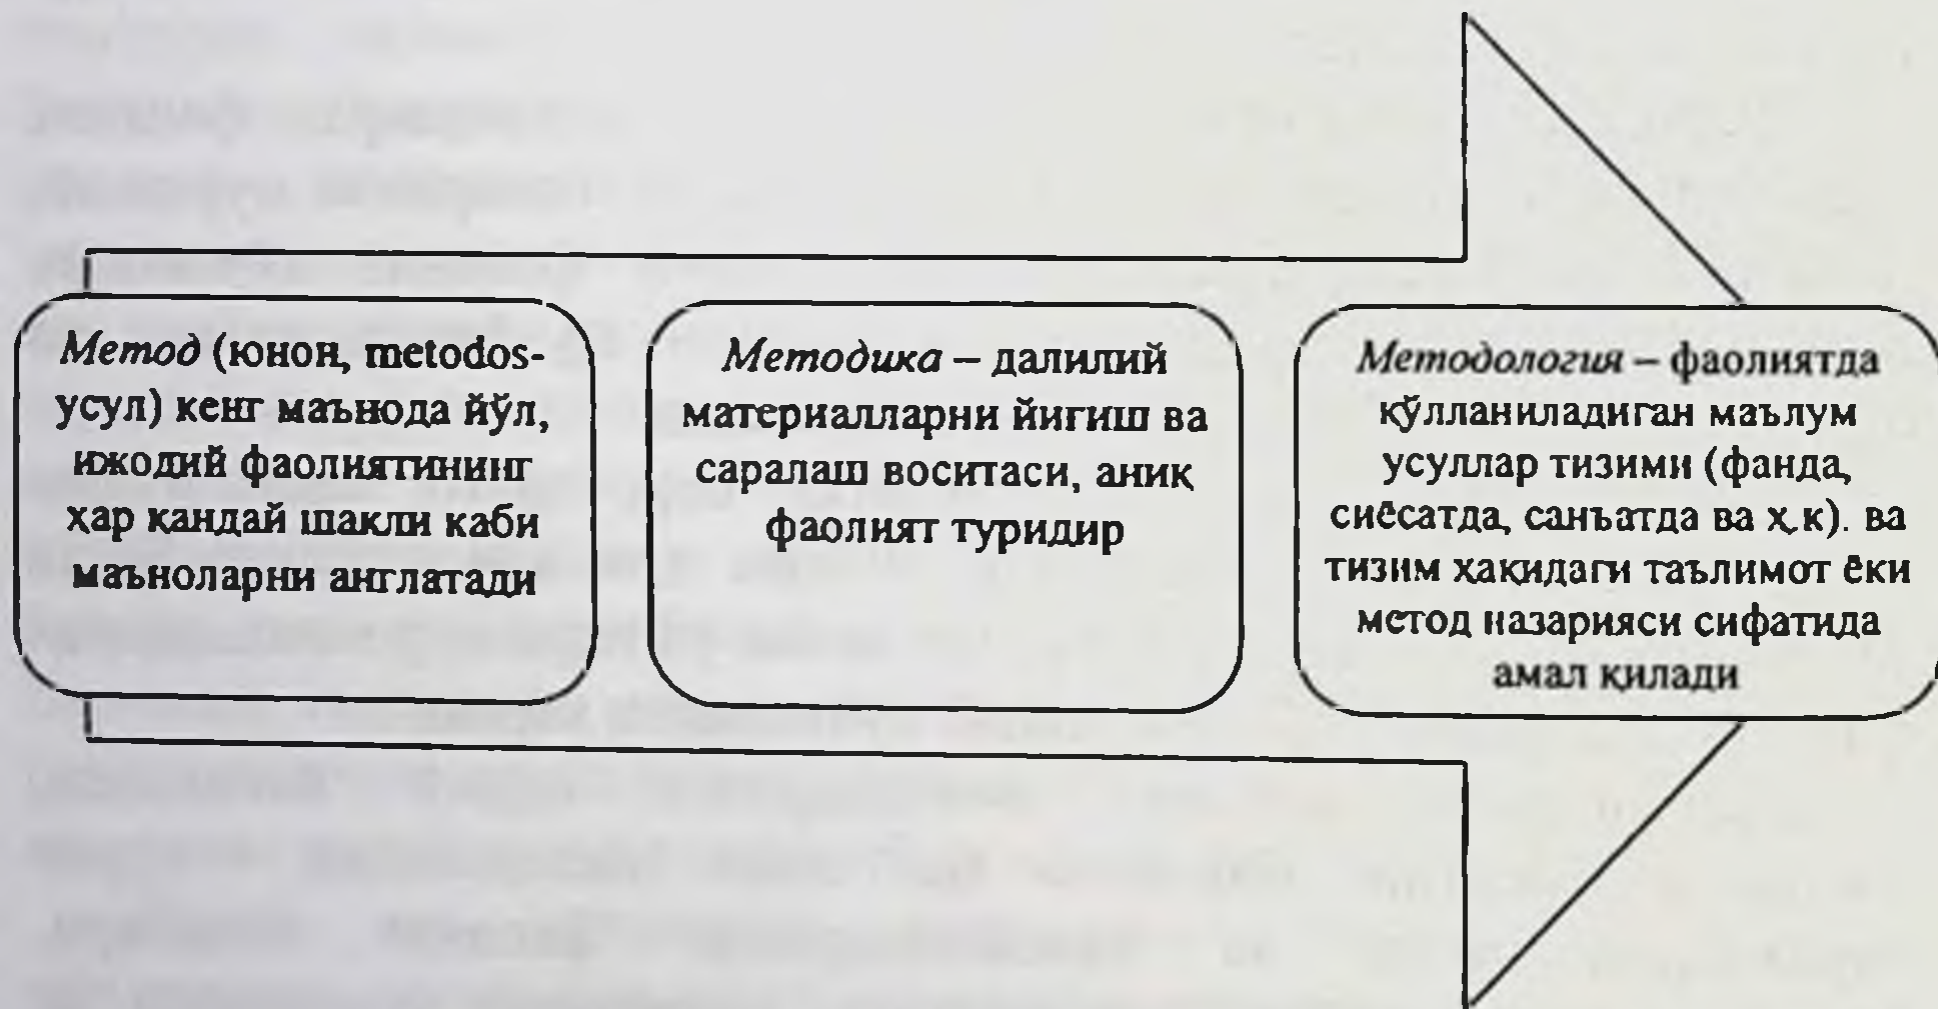 Метод (юнон, metodos-
усул) кенг маънода йўл,
ижодий фаолиятининг
ҳар қандай шакли каби
маъноларни англатади
Методика – далилий
материалларни йиғиш ва
саралаш воситаси, аниқ
фаолият туридир
Методология – фаолиятда
қўлланиладиган маълум
усуллар тизими (фанда,
сиёсатда, санъатда ва ҳ.к). ва
тизим ҳақидаги таълимот ёки
метод назарияси сифатида
амал қилади